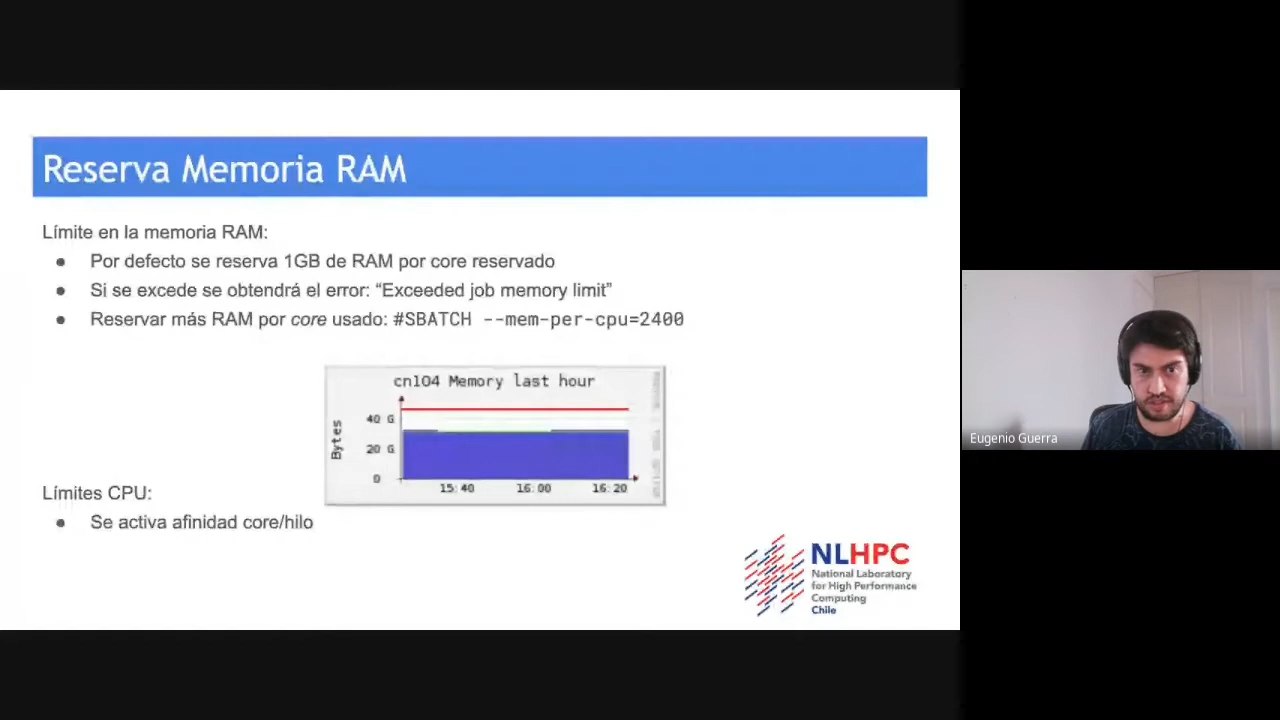 Reserva Memoria RAM
Límite en la memoria RAM:
● Por defecto se reserva 1GB de RAM por core reservado
● Si se excede se obtendrá el error: “Exceeded job memory limit”
● Reservar más RAM por core usado: #SBATCH --mem-per-cpu=2400
cn104 Memory last hour
Bytes
40 G
20 G
0
15:40 16:00 16:20
Límites CPU:
● Se activa afinidad core/hilo
NLHPC
National Laboratory
for High Performance
Computing
Chile
Eugenio Guerra